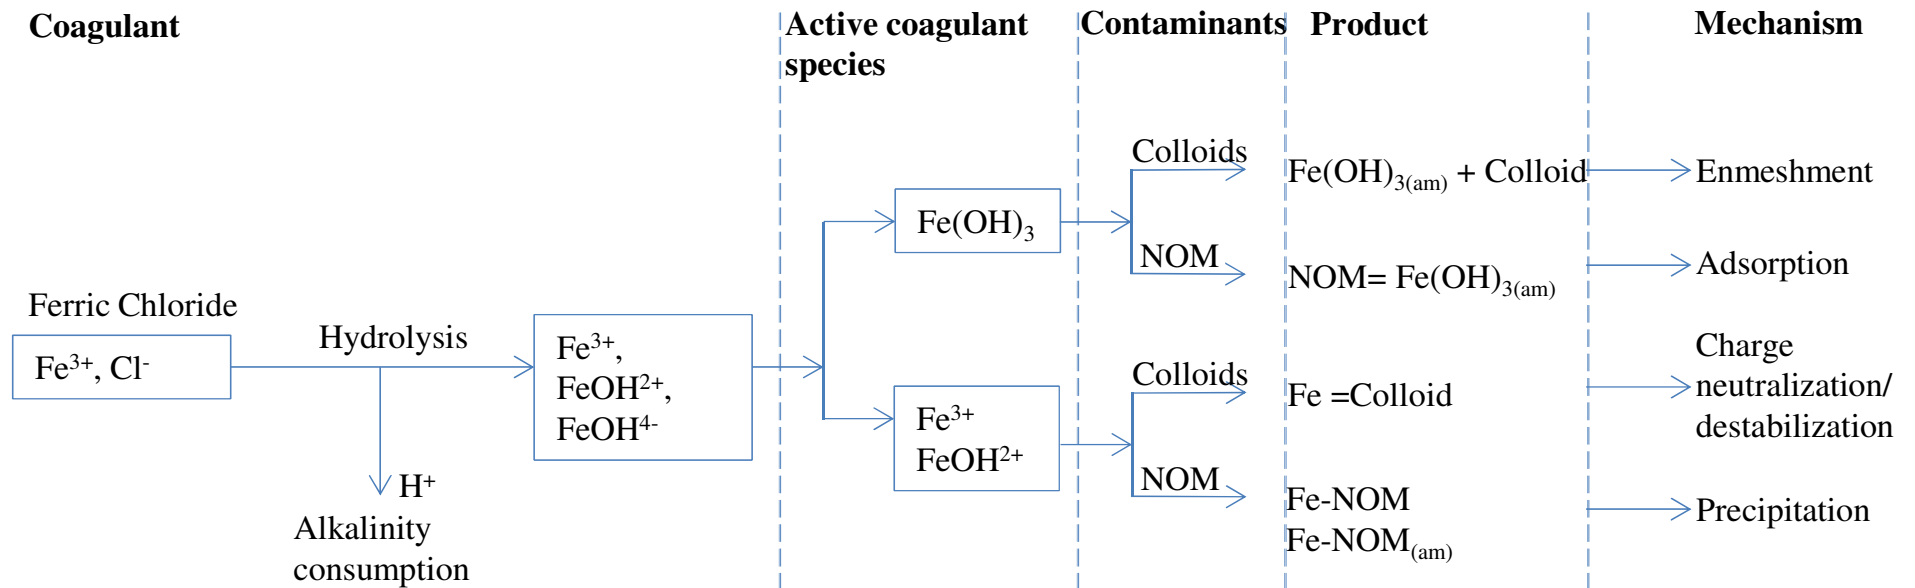 Coagulant
Active coagulant
species
Contaminants
Product
Mechanism
Ferric Chloride
Fe³⁺, Cl⁻
Hydrolysis
H⁺
Alkalinity
consumption
Fe³⁺,
FeOH²⁺,
FeOH⁴⁻
Fe(OH)₃
Fe³⁺
FeOH²⁺
Colloids
NOM
Colloids
NOM
Fe(OH)₃₍ₐₘ₎ + Colloid
NOM= Fe(OH)₃₍ₐₘ₎
Fe =Colloid
Fe-NOM
Fe-NOM₍ₐₘ₎
Enmeshment
Adsorption
Charge
neutralization/
destabilization
Precipitation